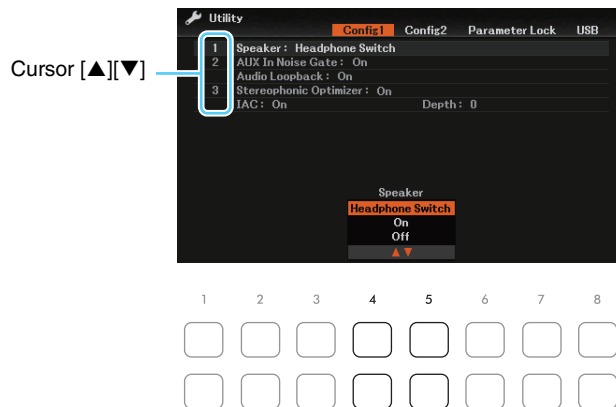 Utility
Config1 Config2 Parameter Lock USB
1 Speaker: Headphone Switch
2 AUX In Noise Gate: On
Audio Loopback: On
3 Stereophonic Optimizer: On
IAC: On Depth: 0
Cursor [▲][▼]
Speaker
Headphone Switch
On
Off
▲▼
1 2 3 4 5 6 7 8